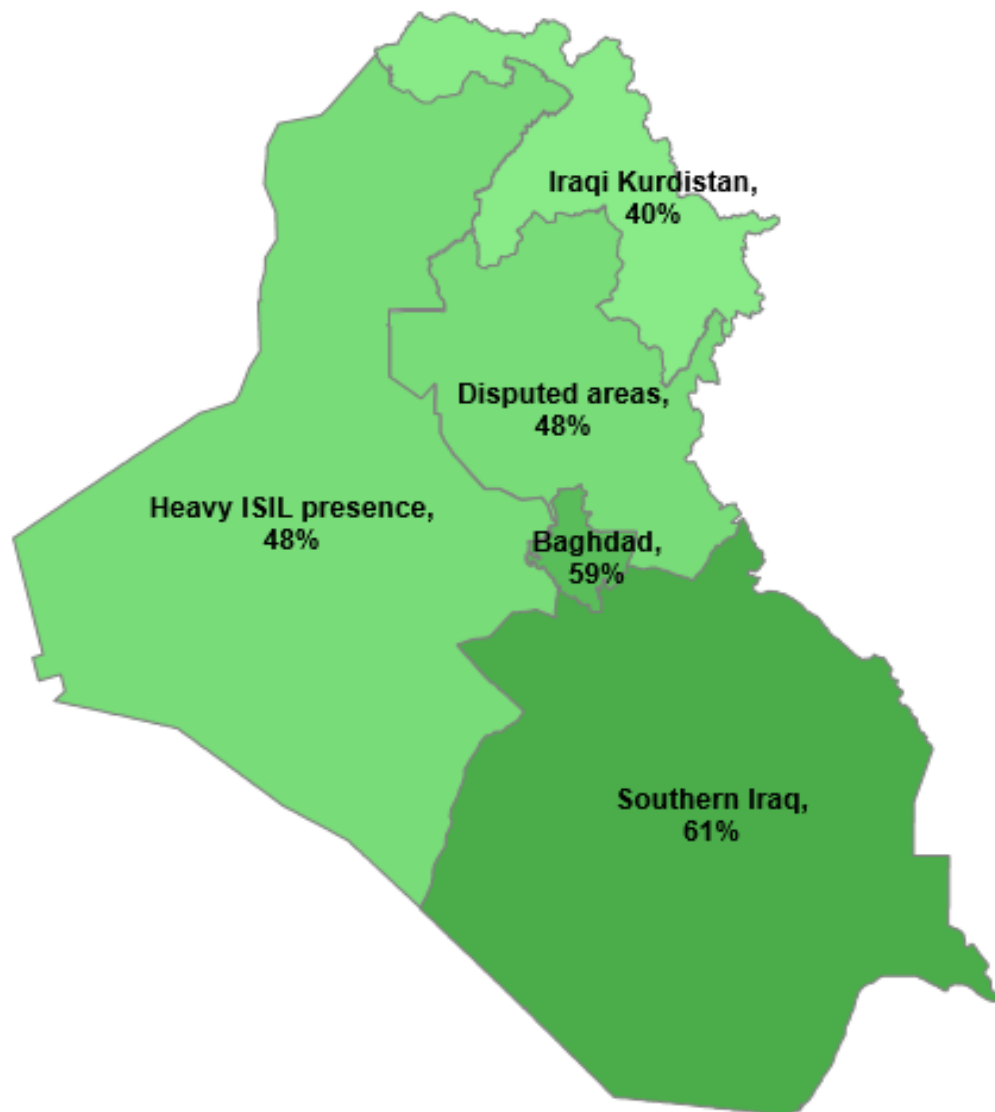 Iraqi Kurdistan,
40%
Disputed areas,
48%
Heavy ISIL presence,
48%
Baghdad,
59%
Southern Iraq,
61%